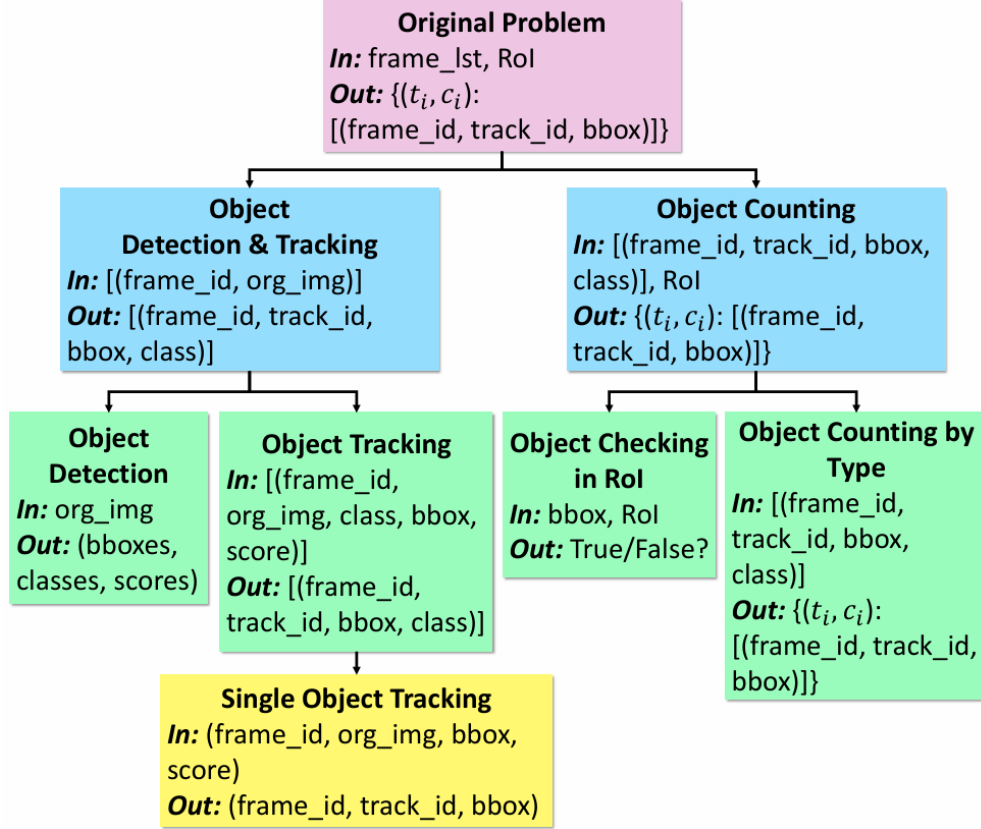 Original Problem
In: frame_lst, RoI
Out: {(tᵢ, cᵢ):
[(frame_id, track_id, bbox)]}
Object
Detection & Tracking
In: [(frame_id, org_img)]
Out: [(frame_id, track_id,
bbox, class)]
Object Counting
In: [(frame_id, track_id, bbox,
class)], RoI
Out: {(tᵢ, cᵢ): [(frame_id,
track_id, bbox)]}
Object
Detection
In: org_img
Out: (bboxes,
classes, scores)
Object Tracking
In: [(frame_id,
org_img, class, bbox,
score)]
Out: [(frame_id,
track_id, bbox, class)]
Object Checking
in RoI
In: bbox, RoI
Out: True/False?
Object Counting by
Type
In: [(frame_id,
track_id, bbox,
class)]
Out: {(tᵢ, cᵢ):
[(frame_id, track_id,
bbox)]}
Single Object Tracking
In: (frame_id, org_img, bbox,
score)
Out: (frame_id, track_id, bbox)